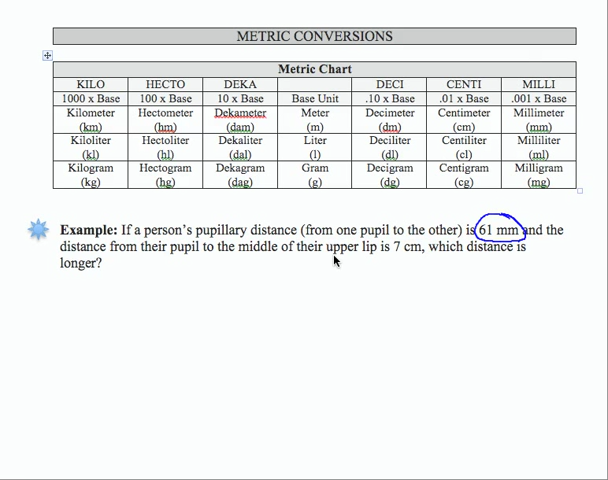 METRIC CONVERSIONS
Metric Chart
KILO HECTO DEKA DECI CENTI MILLI
1000 x Base 100 x Base 10 x Base Base Unit .10 x Base .01 x Base .001 x Base
Kilometer Hectometer Dekameter Meter Decimeter Centimeter Millimeter
(km) (hm) (dam) (m) (dm) (cm) (mm)
Kiloliter Hectoliter Dekaliter Liter Deciliter Centiliter Milliliter
(kl) (hl) (dal) (l) (dl) (cl) (ml)
Kilogram Hectogram Dekagram Gram Decigram Centigram Milligram
(kg) (hg) (dag) (g) (dg) (cg) (mg)
Example: If a person's pupillary distance (from one pupil to the other) is 61 mm and the
distance from their pupil to the middle of their upper lip is 7 cm, which distance is
longer?